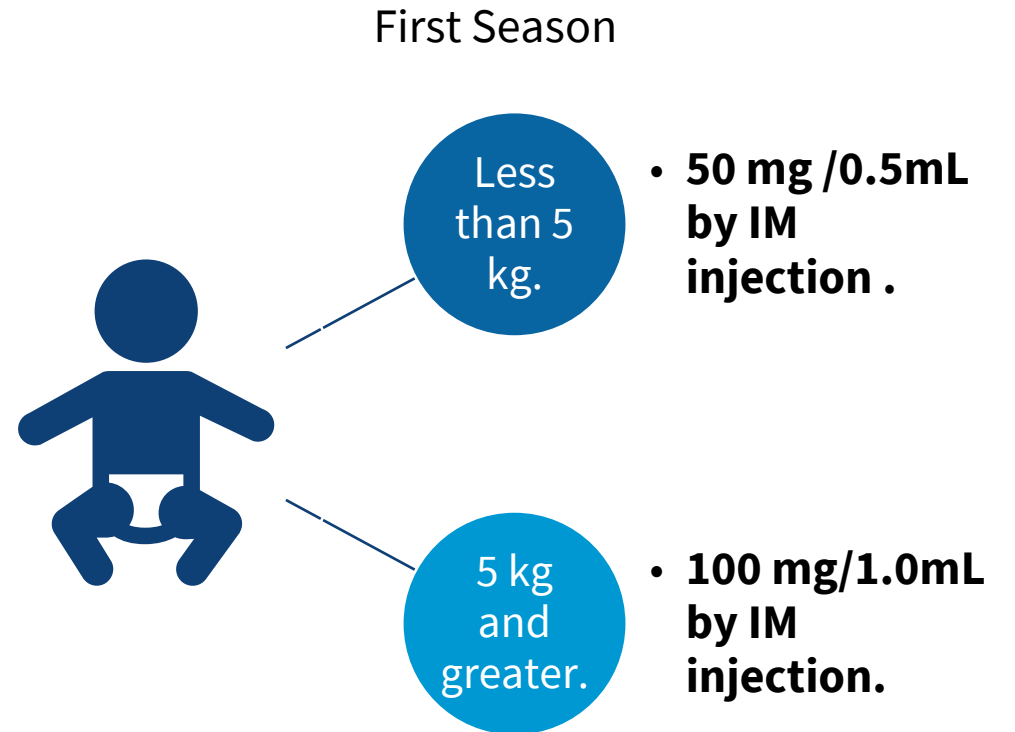 First Season
Less
than 5
kg.
• 50 mg /0.5mL
by IM
injection .
5 kg
and
greater.
• 100 mg/1.0mL
by IM
injection.